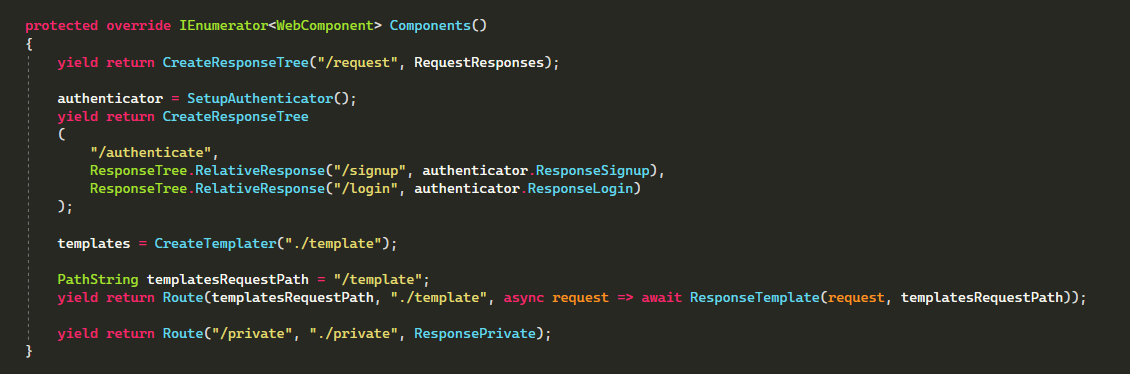 protected override IEnumerator<WebComponent> Components()
{
yield return CreateResponseTree("/request", RequestResponses);
authenticator = SetupAuthenticator();
yield return CreateResponseTree
(
"/authenticate",
ResponseTree.RelativeResponse("/signup", authenticator.ResponseSignup),
ResponseTree.RelativeResponse("/login", authenticator.ResponseLogin)
);
templates = CreateTemplater("./template");
PathString templatesRequestPath = "/template";
yield return Route(templatesRequestPath, "./template", async request => await ResponseTemplate(request, templatesRequestPath));
yield return Route("/private", "./private", ResponsePrivate);
}